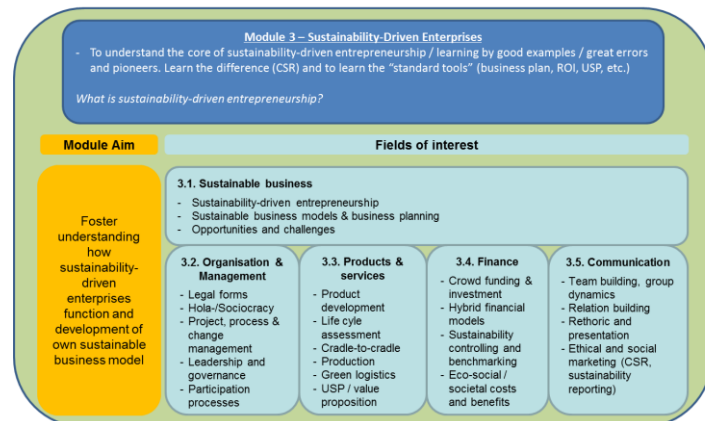 Module 3 – Sustainability-Driven Enterprises
- To understand the core of sustainability-driven entrepreneurship / learning by good examples / great errors
and pioneers. Learn the difference (CSR) and to learn the “standard tools” (business plan, ROI, USP, etc.)
What is sustainability-driven entrepreneurship?
Module Aim
Fields of interest
Foster
understanding
how
sustainability-
driven
enterprises
function and
development of
own sustainable
business model
3.1. Sustainable business
- Sustainability-driven entrepreneurship
- Sustainable business models & business planning
- Opportunities and challenges
3.2. Organisation &
Management
- Legal forms
- Hola-/Sociocracy
- Project, process &
change
management
- Leadership and
governance
- Participation
processes
3.3. Products &
services
- Product
development
- Life cyle
assessment
- Cradle-to-cradle
- Production
- Green logistics
- USP / value
proposition
3.4. Finance
- Crowd funding &
investment
- Hybrid financial
models
- Sustainability
controlling and
benchmarking
- Eco-social /
societal costs
and benefits
3.5. Communication
- Team building, group
dynamics
- Relation building
- Rethoric and
presentation
- Ethical and social
marketing (CSR,
sustainability
reporting)